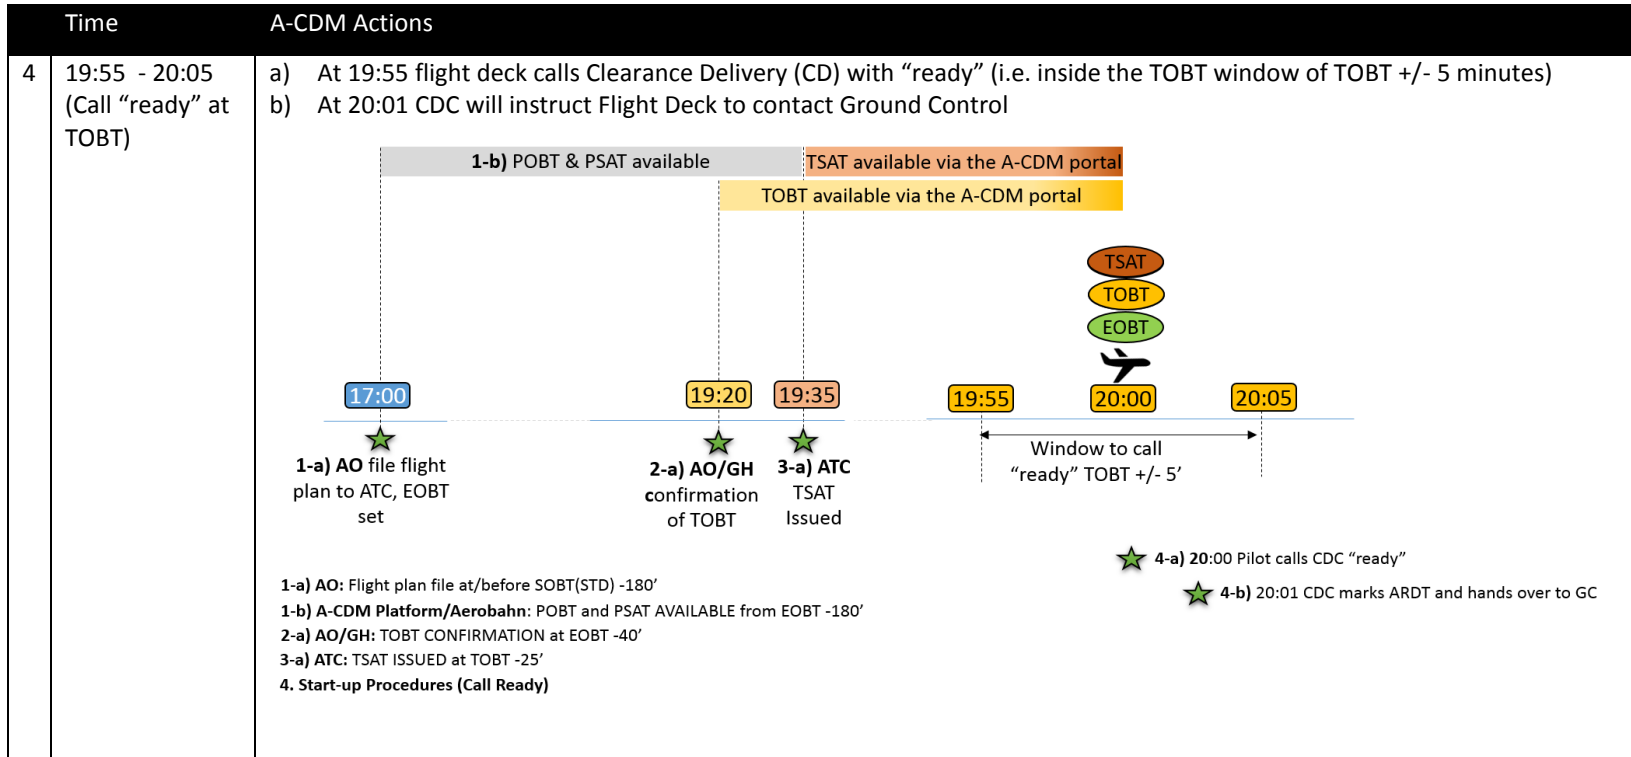 Time A-CDM Actions
4 19:55 - 20:05
(Call “ready” at
TOBT)
a) At 19:55 flight deck calls Clearance Delivery (CD) with “ready” (i.e. inside the TOBT window of TOBT +/- 5 minutes)
b) At 20:01 CDC will instruct Flight Deck to contact Ground Control
1-b) POBT & PSAT available
TSAT available via the A-CDM portal
TOBT available via the A-CDM portal
TSAT
TOBT
EOBT
17:00
19:20
19:35
19:55
20:00
20:05
1-a) AO file flight
plan to ATC, EOBT
set
2-a) AO/GH
confirmation
of TOBT
3-a) ATC
TSAT
Issued
Window to call
“ready” TOBT +/- 5’
4-a) 20:00 Pilot calls CDC “ready”
4-b) 20:01 CDC marks ARDT and hands over to GC
1-a) AO: Flight plan file at/before SOBT(STD) -180’
1-b) A-CDM Platform/Aerobahn: POBT and PSAT AVAILABLE from EOBT -180’
2-a) AO/GH: TOBT CONFIRMATION at EOBT -40’
3-a) ATC: TSAT ISSUED at TOBT -25’
4. Start-up Procedures (Call Ready)